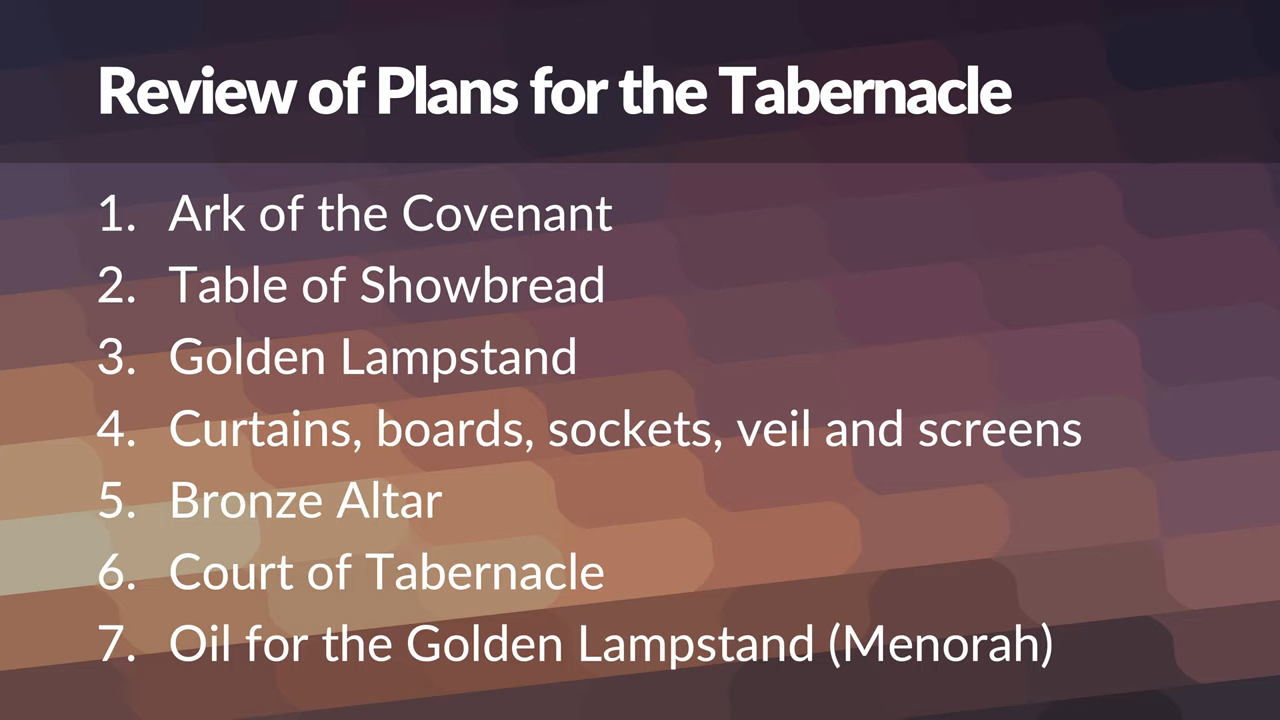 Review of Plans for the Tabernacle
1. Ark of the Covenant
2. Table of Showbread
3. Golden Lampstand
4. Curtains, boards, sockets, veil and screens
5. Bronze Altar
6. Court of Tabernacle
7. Oil for the Golden Lampstand (Menorah)